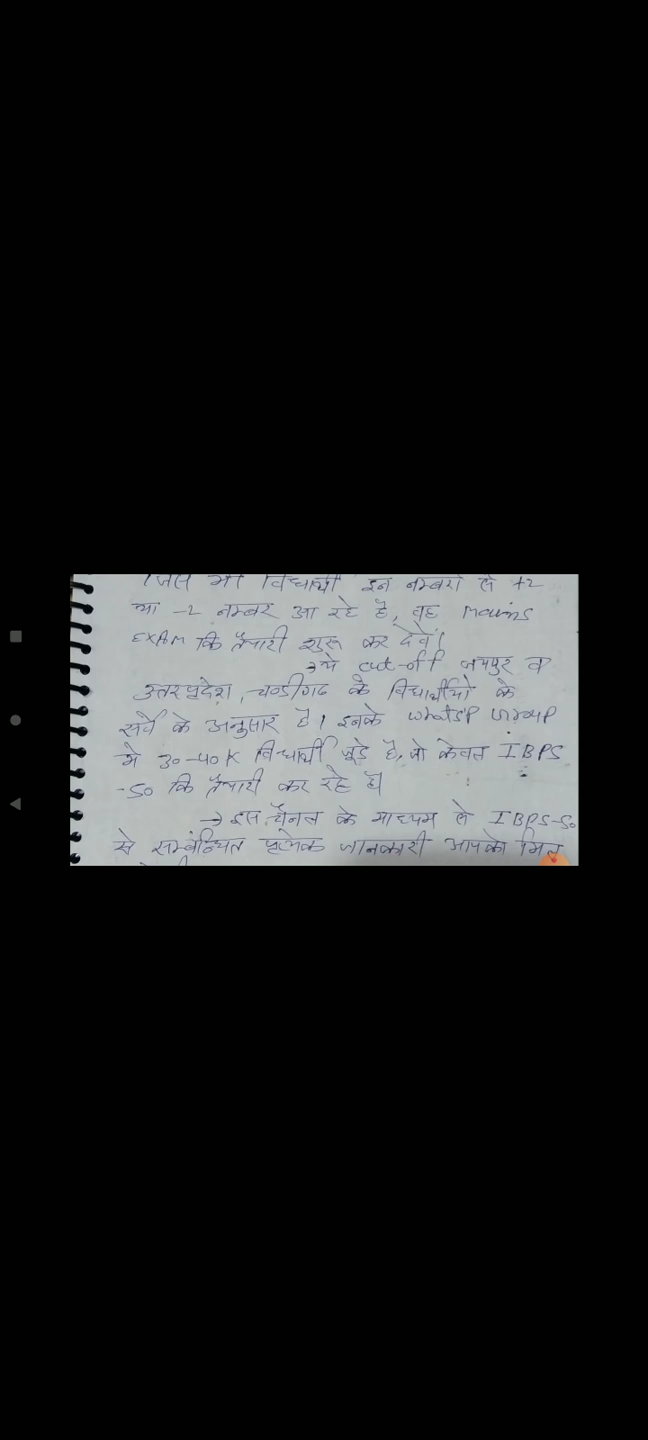 जिस भी विद्यार्थी इन नम्बरो से +2
या -2 नम्बर आ रहे है, वह Mains
EXAM कि तैयारी शुरू कर देवे।
→ ये cut-off जयपुर व
उत्तरप्रदेश, चण्डीगढ के विद्यार्थीयो के
सर्वे के अनुसार है। इनके
मे 30-40K विद्यार्थी जूडे है, जो केवल IBPS
-SO कि तैयारी कर रहे है।
→ इस चैनल के माध्यम से IBPS-SO
से सम्बन्धित प्रत्येक जानकारी आपको मिल